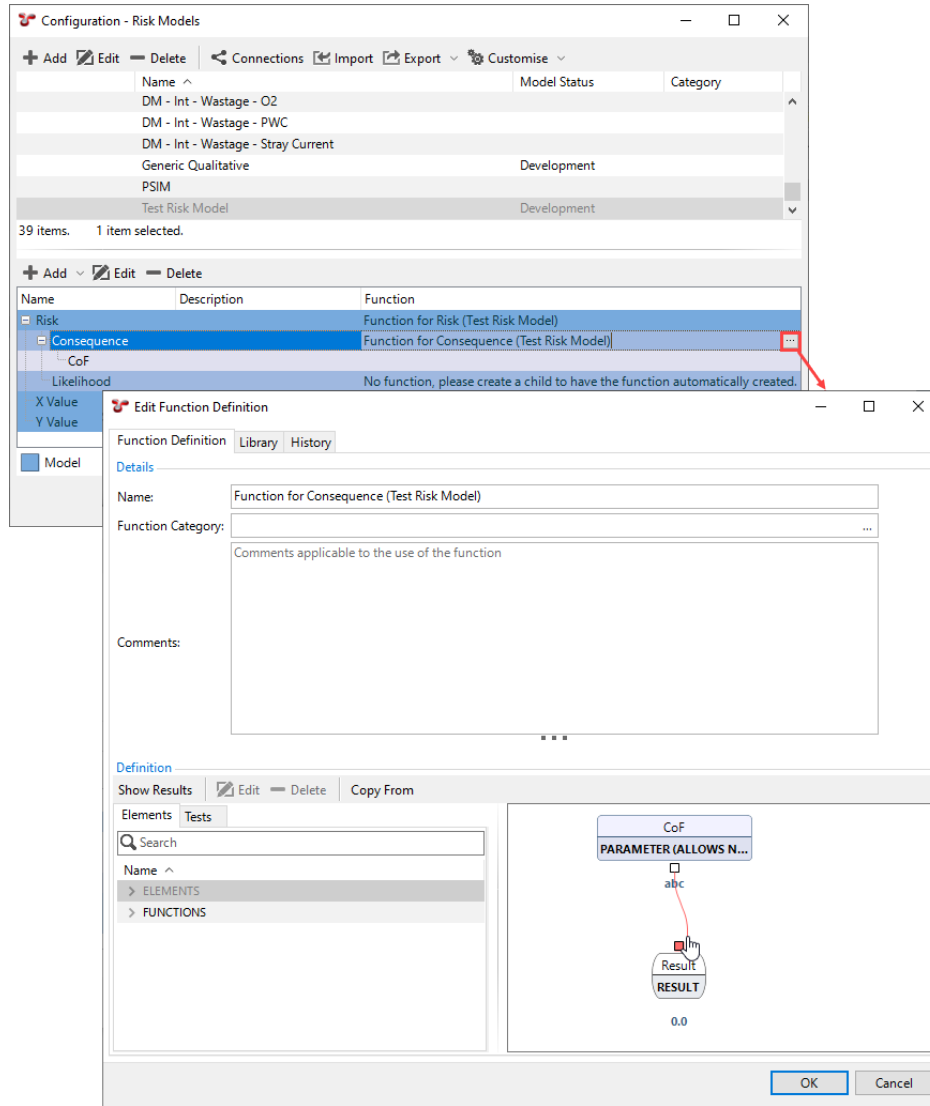 Configuration - Risk Models
Add Edit Delete Connections Import Export Customise
Name Model Status Category
DM - Int - Wastage - O2
DM - Int - Wastage - PWC
DM - Int - Wastage - Stray Current
Generic Qualitative Development
PSIM
Test Risk Model Development
39 items. 1 item selected.
Add Edit Delete
Name Description Function
Risk Function for Risk (Test Risk Model)
Consequence Function for Consequence (Test Risk Model) ...
CoF
Likelihood No function, please create a child to have the function automatically created.
X Value
Y Value
Model
Edit Function Definition
Function Definition Library History
Details
Name: Function for Consequence (Test Risk Model)
Function Category: ...
Comments applicable to the use of the function
Comments:
Definition
Show Results Edit Delete Copy From
Elements Tests
Search
Name
ELEMENTS
FUNCTIONS
CoF
PARAMETER (ALLOWS N...
abc
Result
RESULT
0.0
OK Cancel